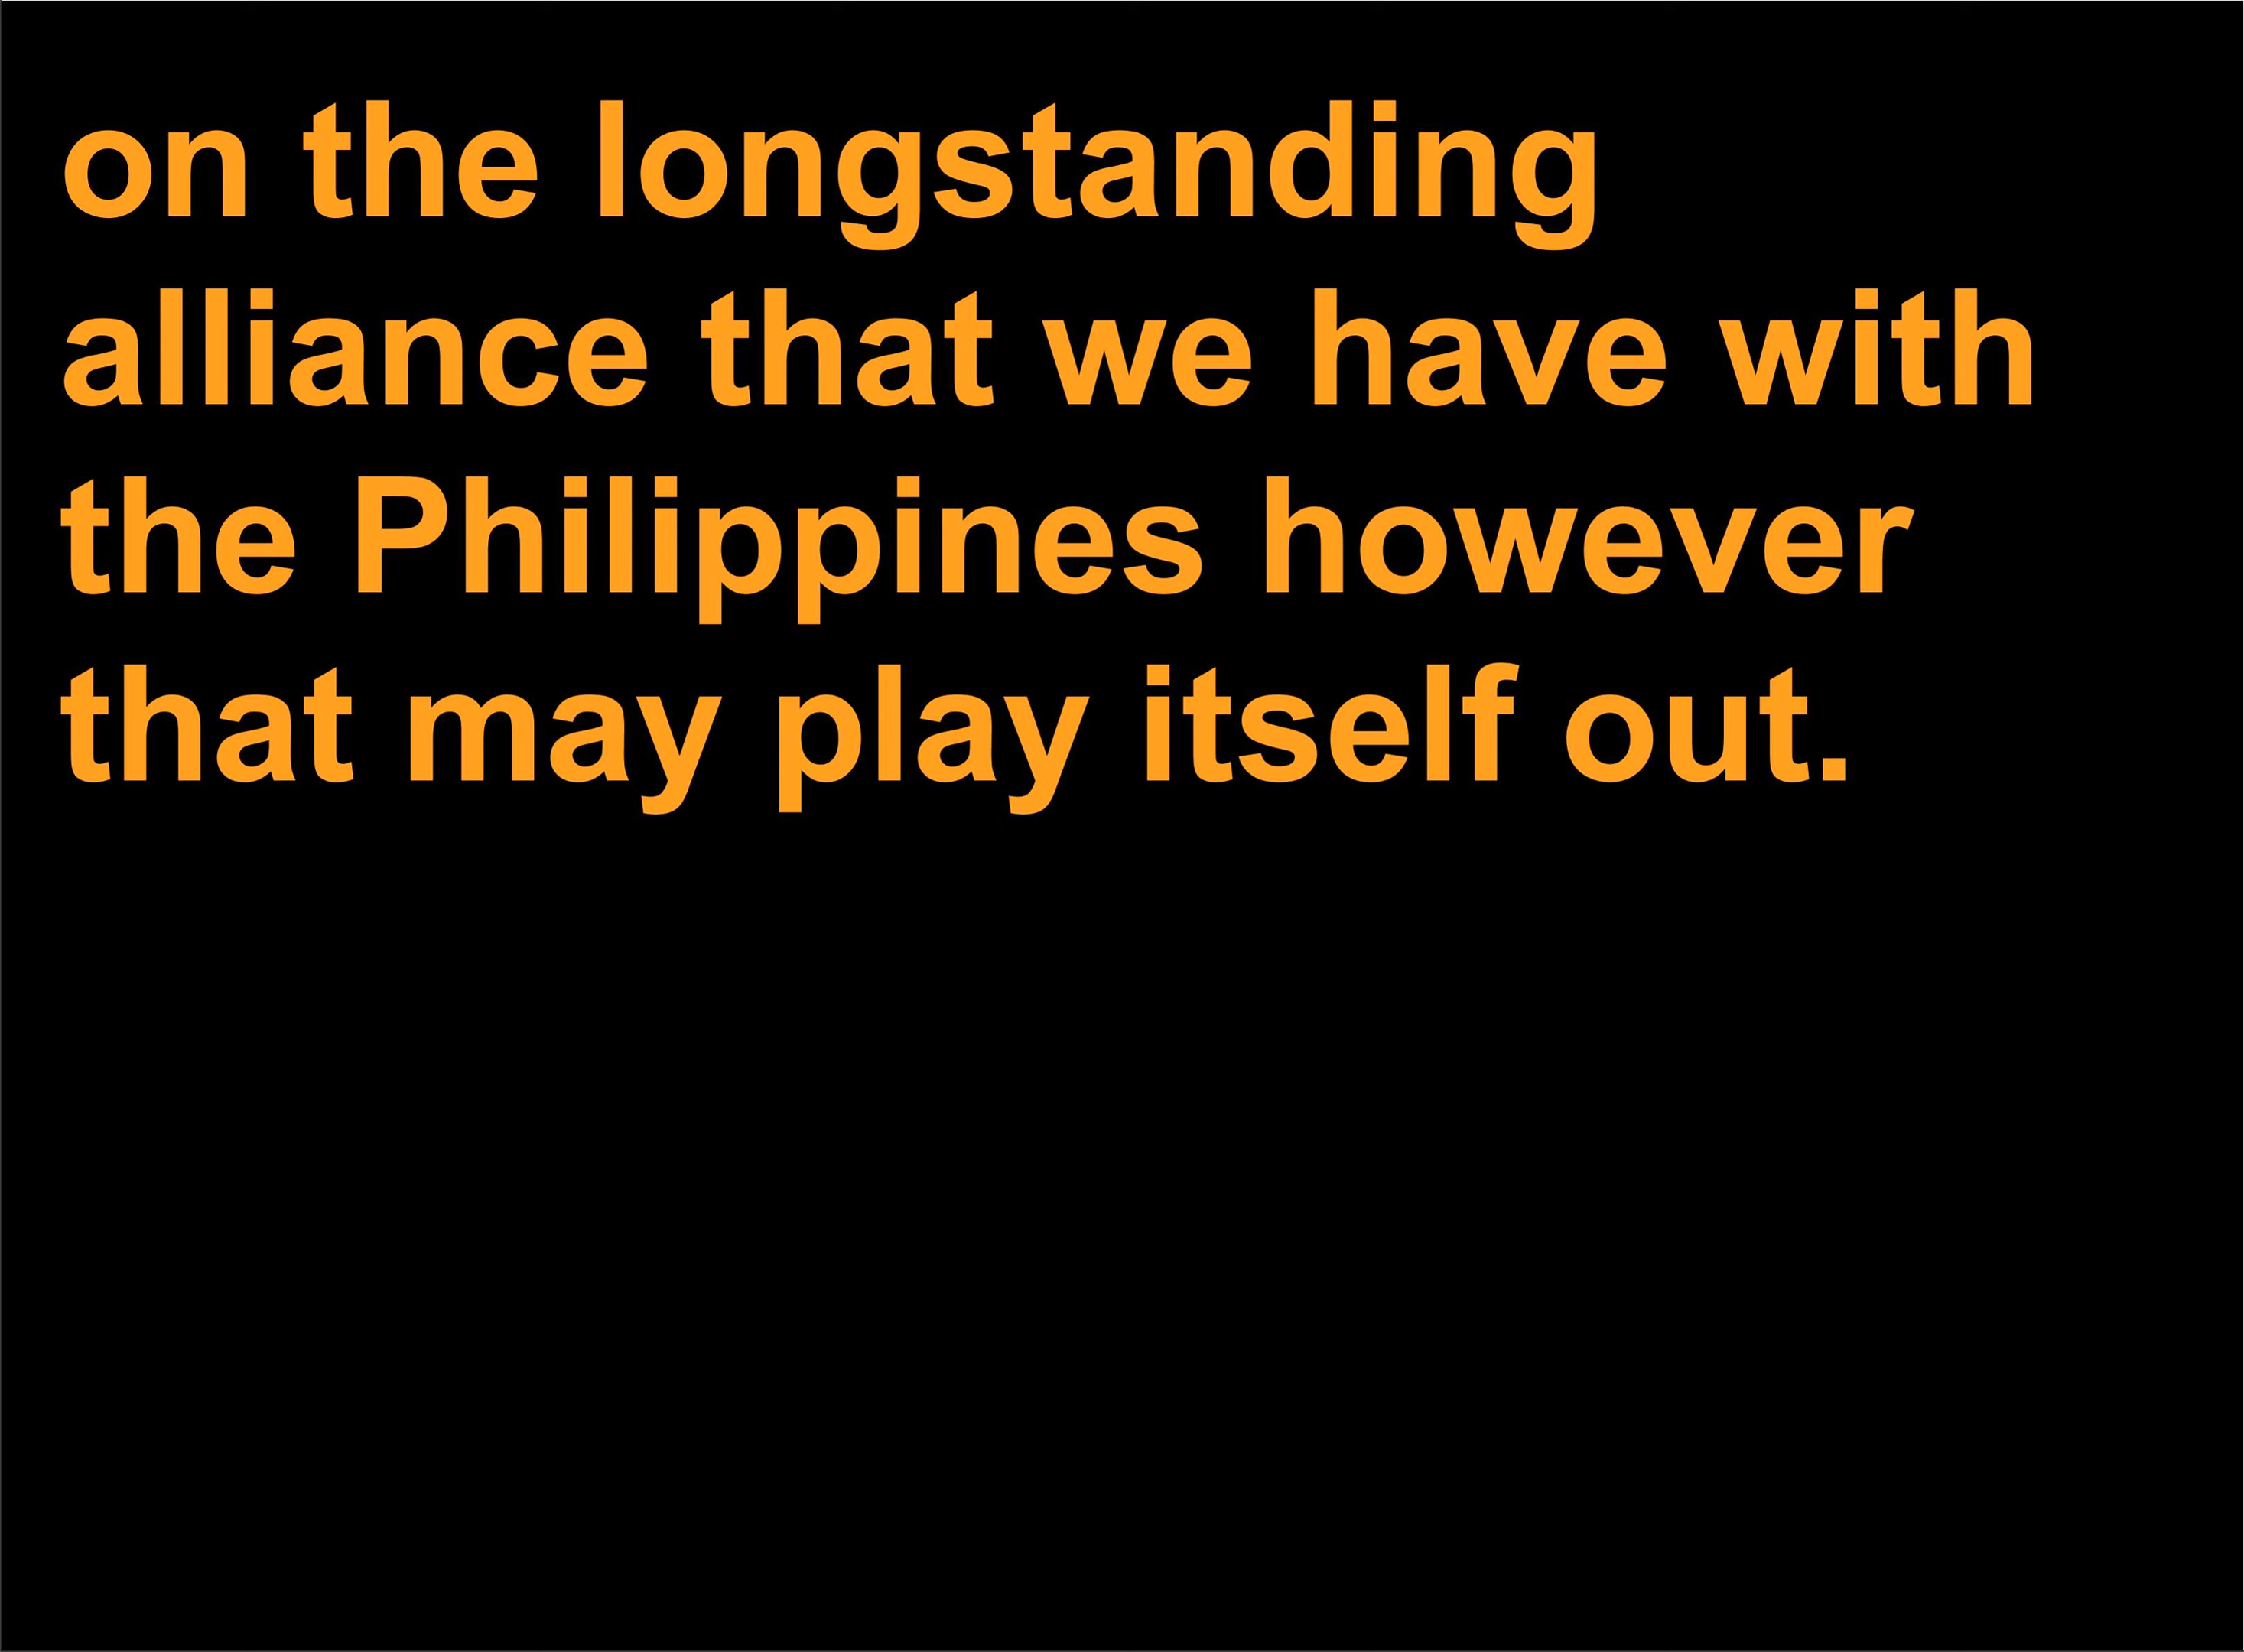 on the longstanding
alliance that we have with
the Philippines however
that may play itself out.